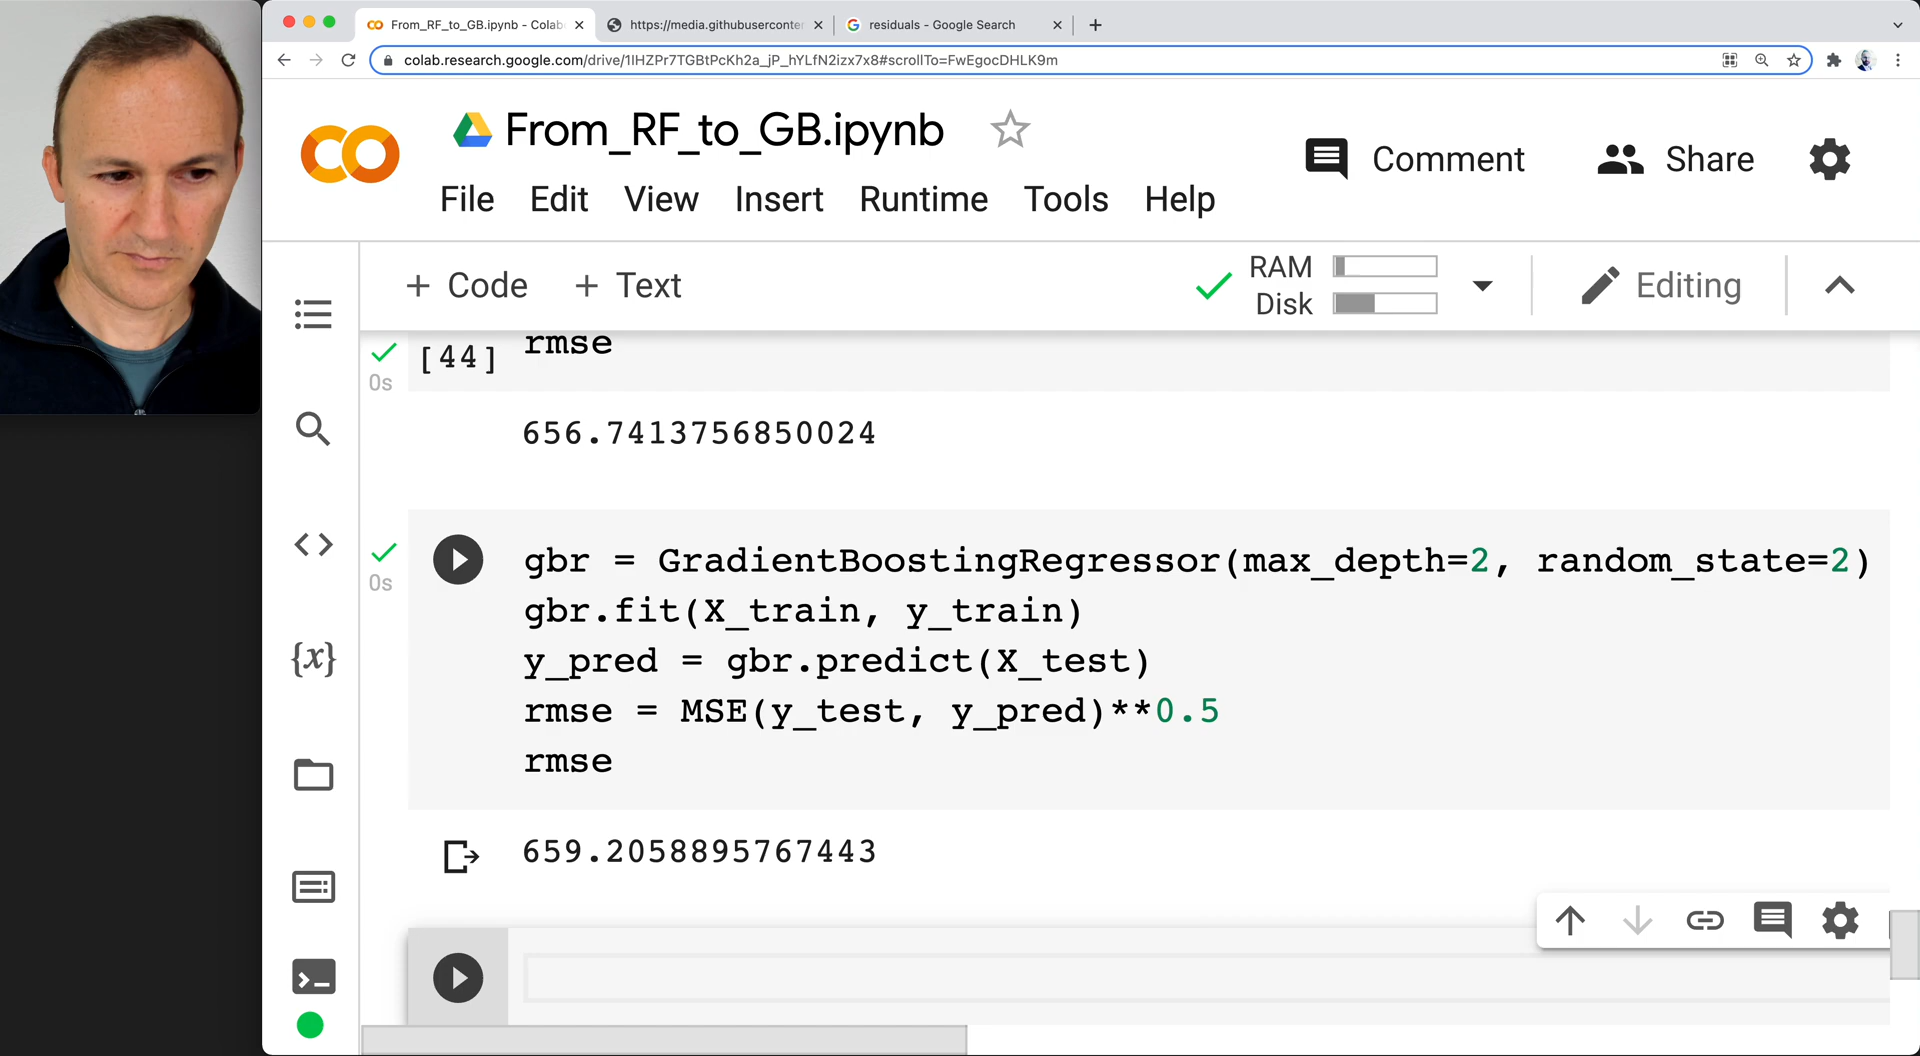 From_RF_to_GB.ipynb - Colab
https://media.githubuserconten
residuals - Google Search
colab.research.google.com/drive/1IHZPr7TGBtPcKh2a_jP_hYLfN2izx7x8#scrollTo=FwEgocDHLK9m
From_RF_to_GB.ipynb
Comment
Share
File Edit View Insert Runtime Tools Help
+ Code + Text
RAM
Disk
Editing
[44] rmse
0s
656.7413756850024
0s
gbr = GradientBoostingRegressor(max_depth=2, random_state=2)
gbr.fit(X_train, y_train)
y_pred = gbr.predict(X_test)
rmse = MSE(y_test, y_pred)**0.5
rmse
659.2058895767443
{x}